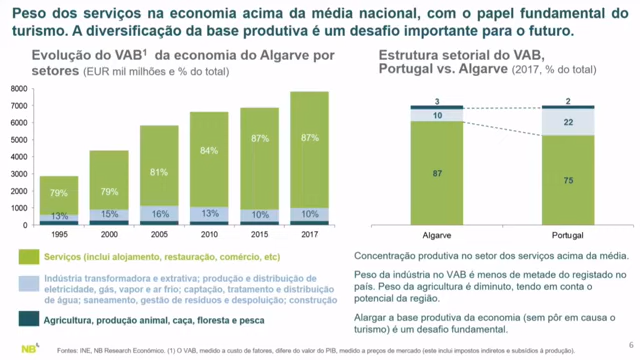 Peso dos serviços na economia acima da média nacional, com o papel fundamental do
turismo. A diversificação da base produtiva é um desafio importante para o futuro.
Evolução do VAB¹ da economia do Algarve por
setores (EUR mil milhões e % do total)
8000
7000
6000
5000
4000
3000
2000
1000
0
79%
79%
81%
84%
87%
87%
13%
15%
16%
13%
10%
10%
1995
2000
2005
2010
2015
2017
Serviços (inclui alojamento, restauração, comércio, etc)
Indústria transformadora e extrativa; produção e distribuição de
eletricidade, gás, vapor e ar frio; captação, tratamento e distribuição
de água; saneamento, gestão de resíduos e despoluição; construção
Agricultura, produção animal, caça, floresta e pesca
Estrutura setorial do VAB,
Portugal vs. Algarve (2017, % do total)
3
2
10
22
87
75
Algarve
Portugal
Concentração produtiva no setor dos serviços acima da média.
Peso da indústria no VAB é menos de metade do registado no
país. Peso da agricultura é diminuto, tendo em conta o
potencial da região.
Alargar a base produtiva da economia (sem pôr em causa o
turismo) é um desafio fundamental.
NB
Fontes: INE, NB Research Económico. (1) O VAB, medido a custo de fatores, difere do valor do PIB, medido a preços de mercado (este inclui impostos indiretos e subsídios à produção).
6